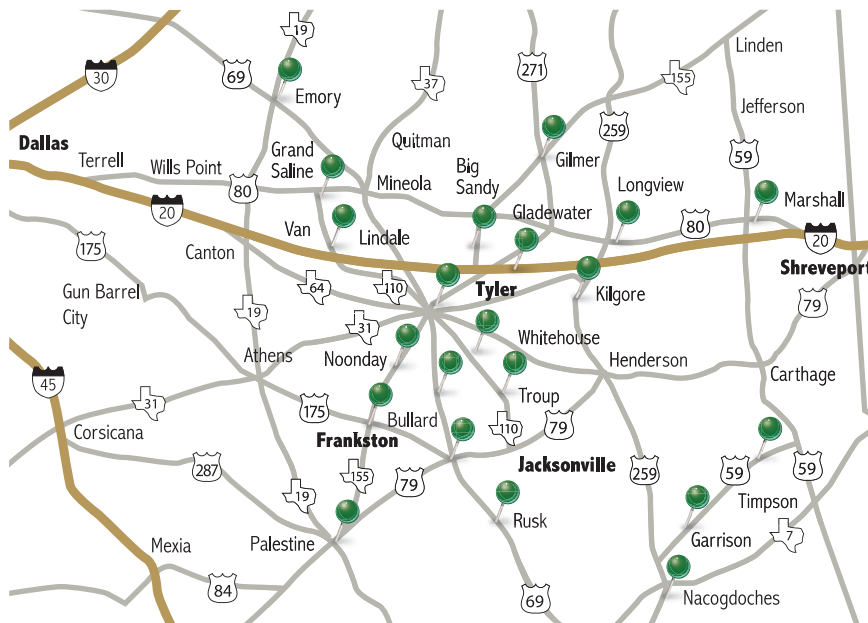 19
30
69
271
Linden
155
37
Emory
Jefferson
Dallas
Quitman
259
Grand
Saline
Gilmer
59
Terrell
Wills Point
80
Mineola
Big
Sandy
Longview
Marshall
20
Van
Lindale
Gladewater
80
20
175
Canton
Shreveport
64
110
Tyler
Kilgore
Gun Barrel
City
79
19
31
Whitehouse
Noonday
Athens
Henderson
Carthage
45
31
175
Bullard
Troup
Corsicana
Frankston
79
110
287
155
79
Jacksonville
259
59
59
19
Timpson
Rusk
Garrison
7
Mexia
Palestine
84
69
Nacogdoches